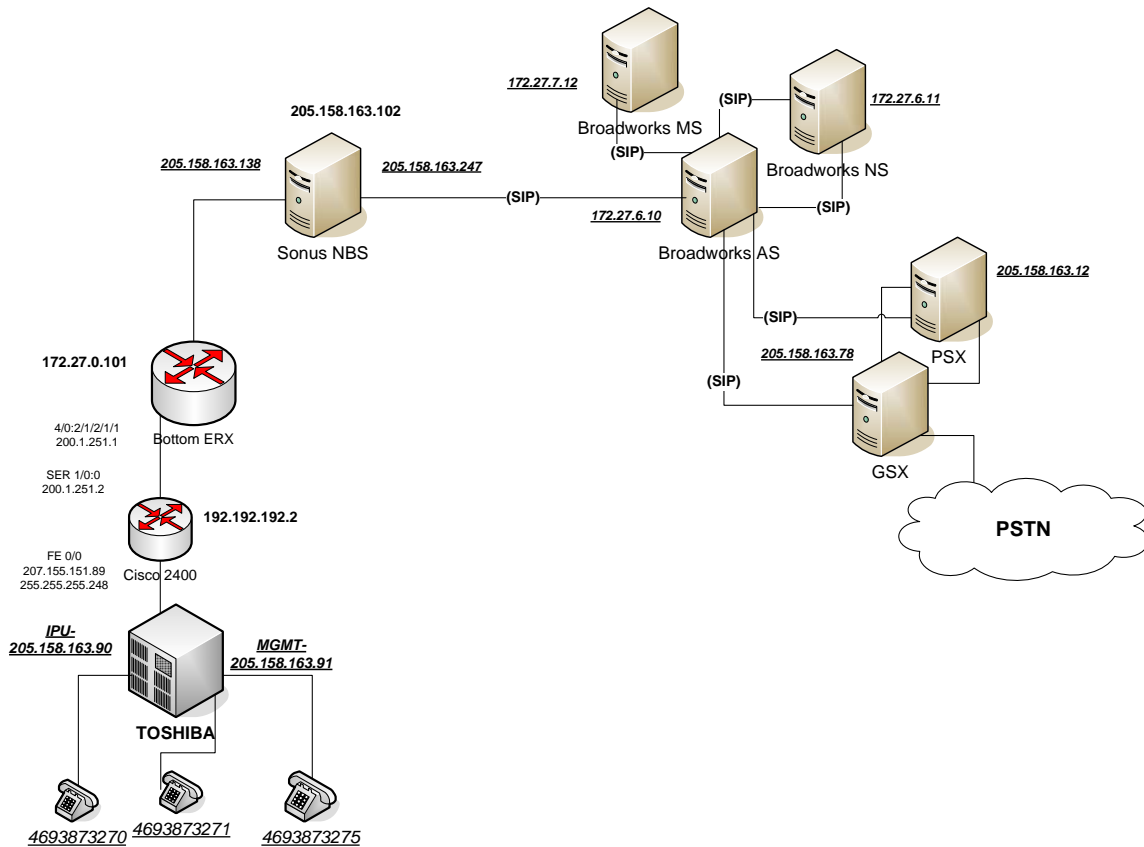 172.27.7.12
(SIP)
172.27.6.11
205.158.163.102
Broadworks MS
(SIP)
Broadworks NS
205.158.163.138
205.158.163.247
(SIP)
(SIP)
172.27.6.10
Sonus NBS
Broadworks AS
205.158.163.12
(SIP)
PSX
172.27.0.101
205.158.163.78
(SIP)
4/0:2/1/2/1/1
200.1.251.1
Bottom ERX
GSX
SER 1/0:0
200.1.251.2
192.192.192.2
PSTN
FE 0/0
207.155.151.89
255.255.255.248
Cisco 2400
IPU-
205.158.163.90
MGMT-
205.158.163.91
TOSHIBA
4693873270
4693873271
4693873275